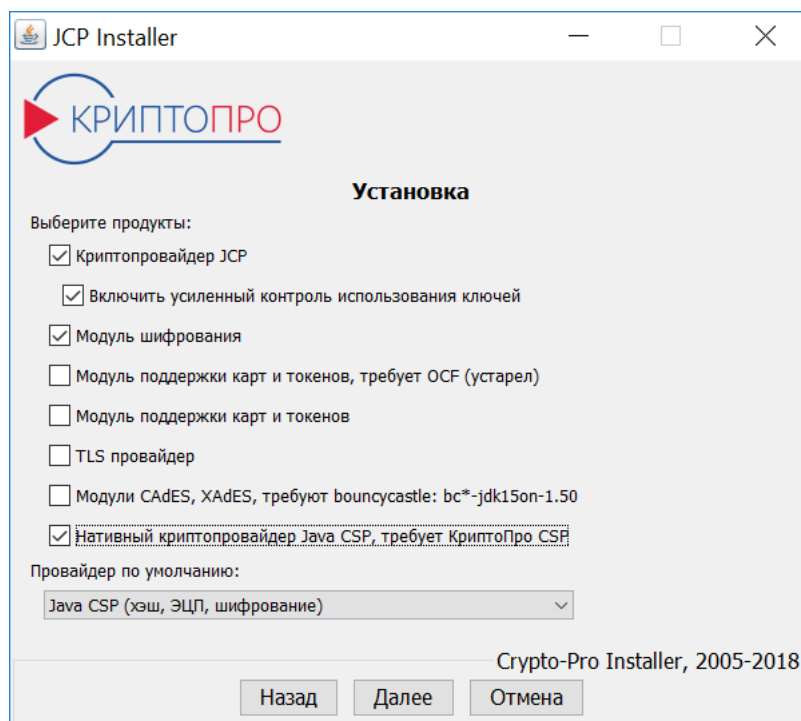 JCP Installer
КРИПТОПРО
Установка
Выберите продукты:
Криптопровайдер JCP
Включить усиленный контроль использования ключей
Модуль шифрования
Модуль поддержки карт и токенов, требует OCF (устарел)
Модуль поддержки карт и токенов
TLS провайдер
Модули CAdES, XAdES, требуют bouncycastle: bc*-jdk15on-1.50
Нативный криптопровайдер Java CSP, требует КриптоПро CSP
Провайдер по умолчанию:
Java CSP (хэш, ЭЦП, шифрование)
Crypto-Pro Installer, 2005-2018
Назад Далее Отмена